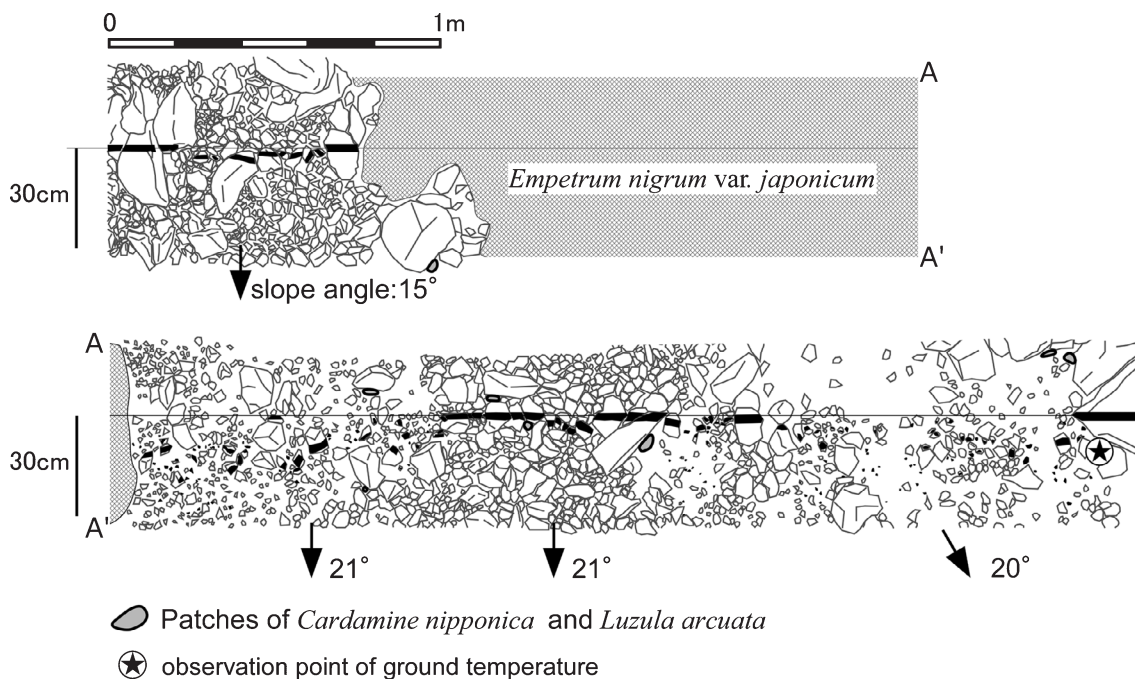 0 1m
A
30cm
Empetrum nigrum var. japonicum
A'
slope angle:15°
A
30cm
A'
21° 21° 20°
Patches of Cardamine nipponica and Luzula arcuata
observation point of ground temperature